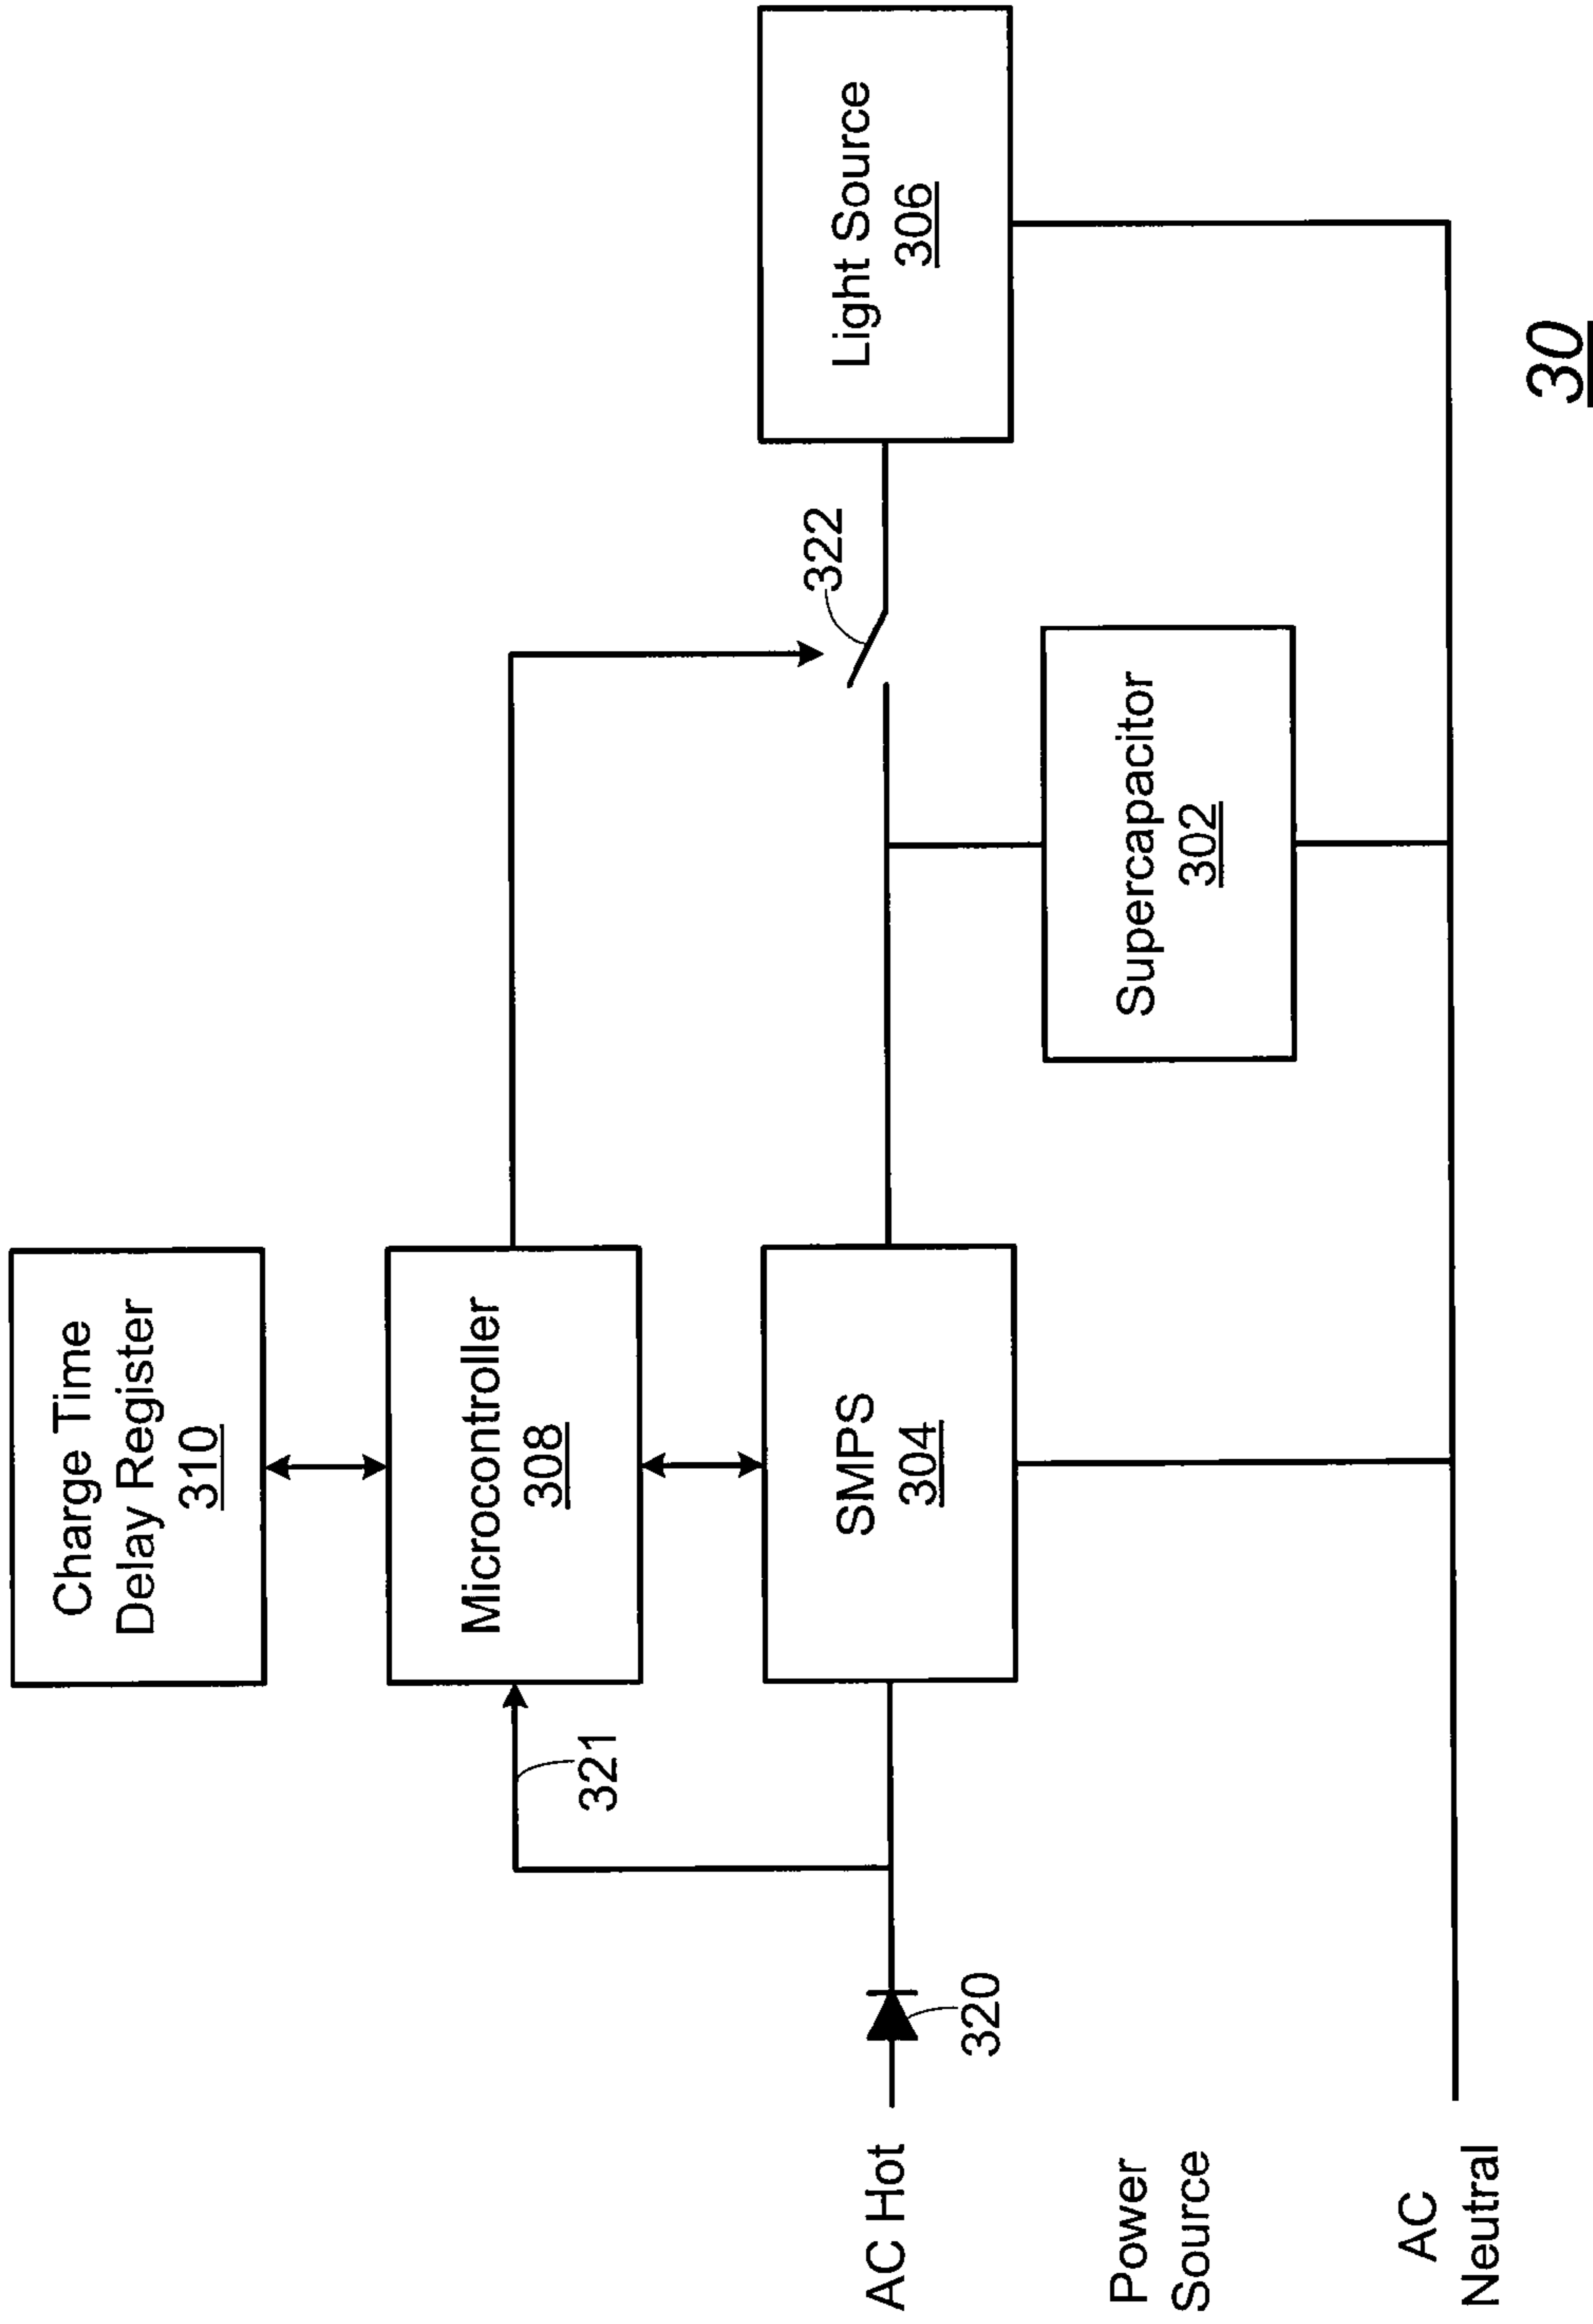 Charge Time
Delay Register
310
Microcontroller
308
321
SMPS
304
322
Light Source
306
AC Hot
320
Supercapacitor
302
Power
Source
AC
Neutral
30